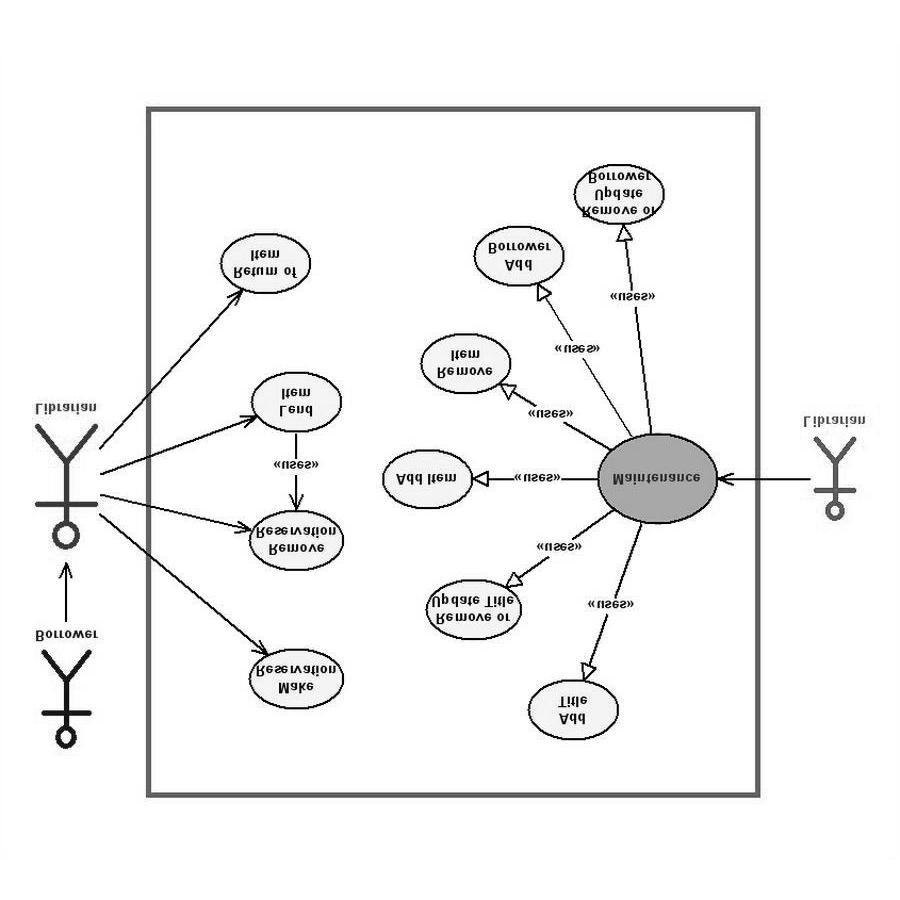 Add
Title
Make
Reservation
Borrower
Remove or
Update Title
«uses»
«uses»
Remove
Reservation
Add Item
«uses»
Maintenance
«uses»
Librarian
«uses»
Librarian
Lend
Item
Remove
Item
«uses»
«uses»
Return of
Item
Add
Borrower
Remove or
Update
Borrower